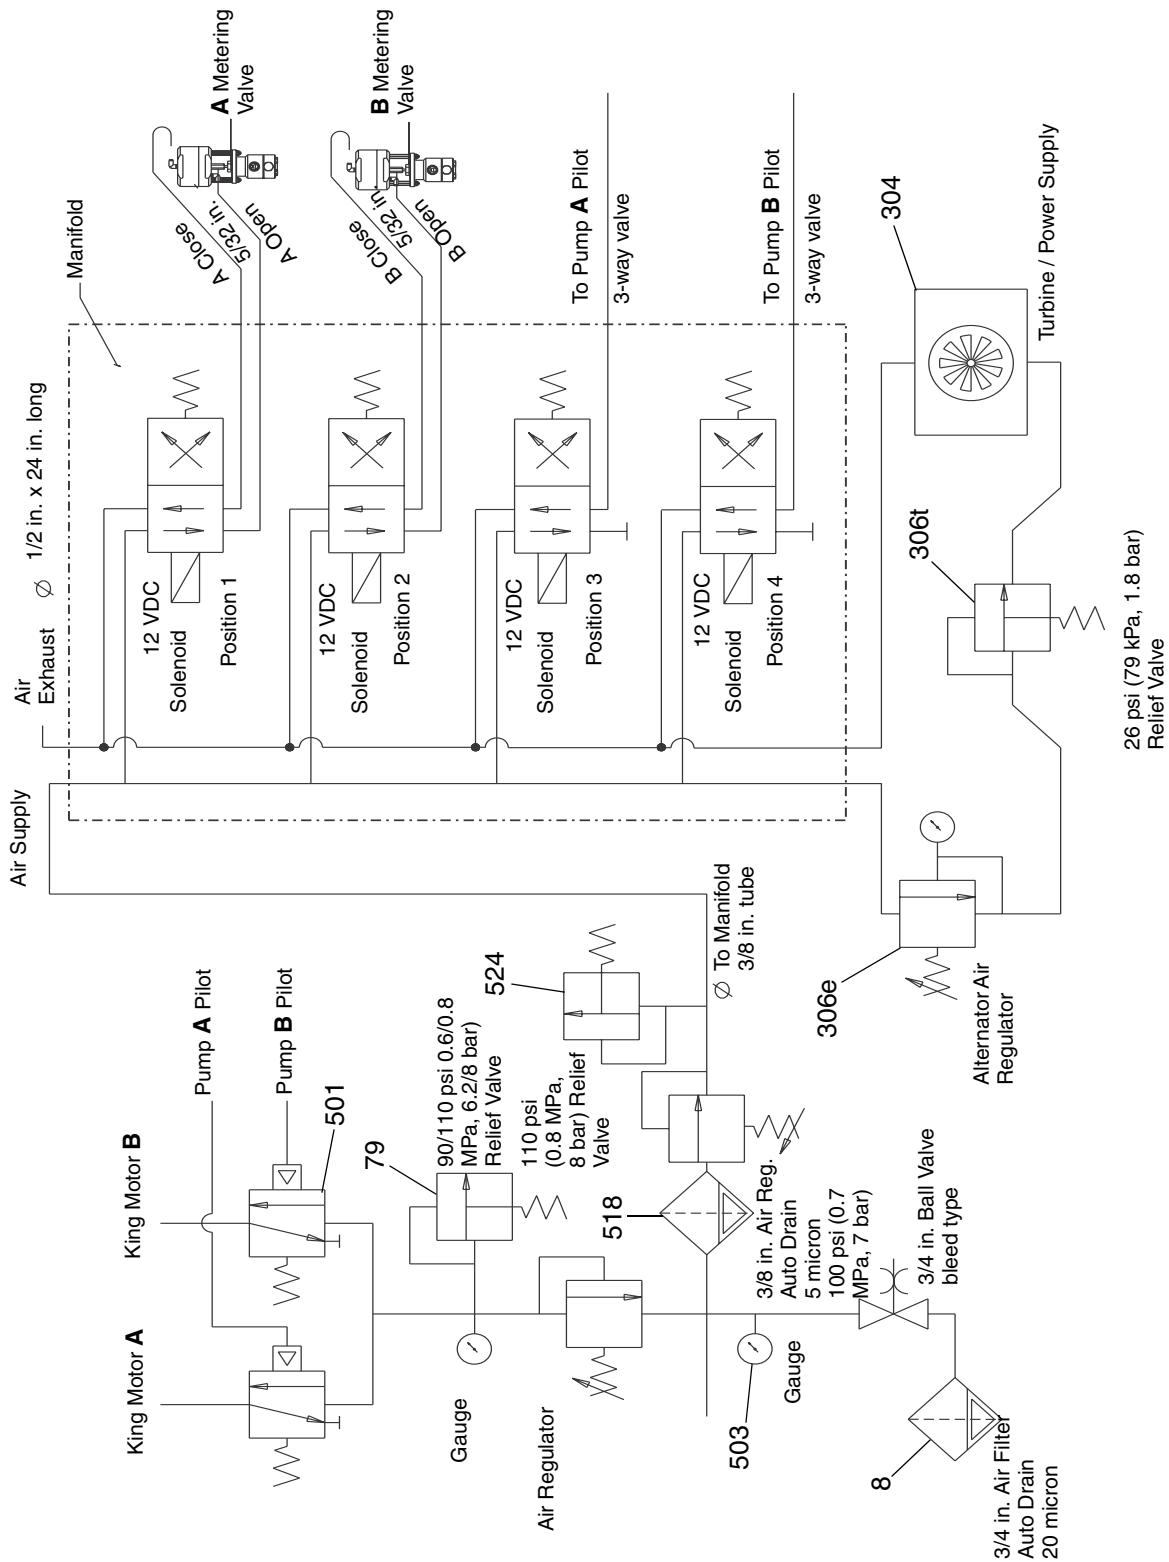 Air Supply
Air
Exhaust
Ø 1/2 in. x 24 in. long
Manifold
A Metering
Valve
A Close
5/32 in.
A Open
B Metering
Valve
B Close
5/32 in.
B Open
12 VDC
Solenoid
Position 1
12 VDC
Solenoid
Position 2
12 VDC
Solenoid
Position 3
12 VDC
Solenoid
Position 4
To Pump A Pilot
3-way valve
To Pump B Pilot
3-way valve
304
Turbine / Power Supply
306t
26 psi (79 kPa, 1.8 bar)
Relief Valve
306e
Alternator Air
Regulator
Pump A Pilot
Pump B Pilot
King Motor B
King Motor A
501
79
90/110 psi 0.6/0.8
MPa, 6.2/8 bar)
Relief Valve
524
110 psi
(0.8 MPa,
8 bar) Relief
Valve
Ø To Manifold
3/8 in. tube
518
3/8 in. Air Reg.
Auto Drain
5 micron
100 psi (0.7
MPa, 7 bar)
Gauge
Air Regulator
503
Gauge
3/4 in. Ball Valve
bleed type
8
3/4 in. Air Filter
Auto Drain
20 micron